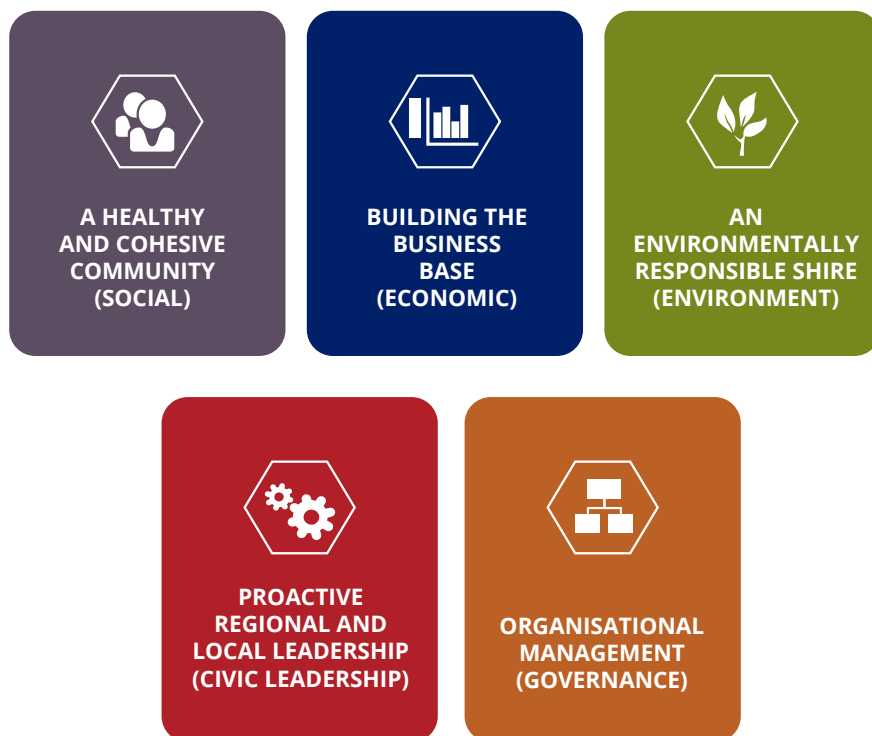 A HEALTHY
AND COHESIVE
COMMUNITY
(SOCIAL)
BUILDING THE
BUSINESS
BASE
(ECONOMIC)
AN
ENVIRONMENTALLY
RESPONSIBLE SHIRE
(ENVIRONMENT)
PROACTIVE
REGIONAL AND
LOCAL LEADERSHIP
(CIVIC LEADERSHIP)
ORGANISATIONAL
MANAGEMENT
(GOVERNANCE)